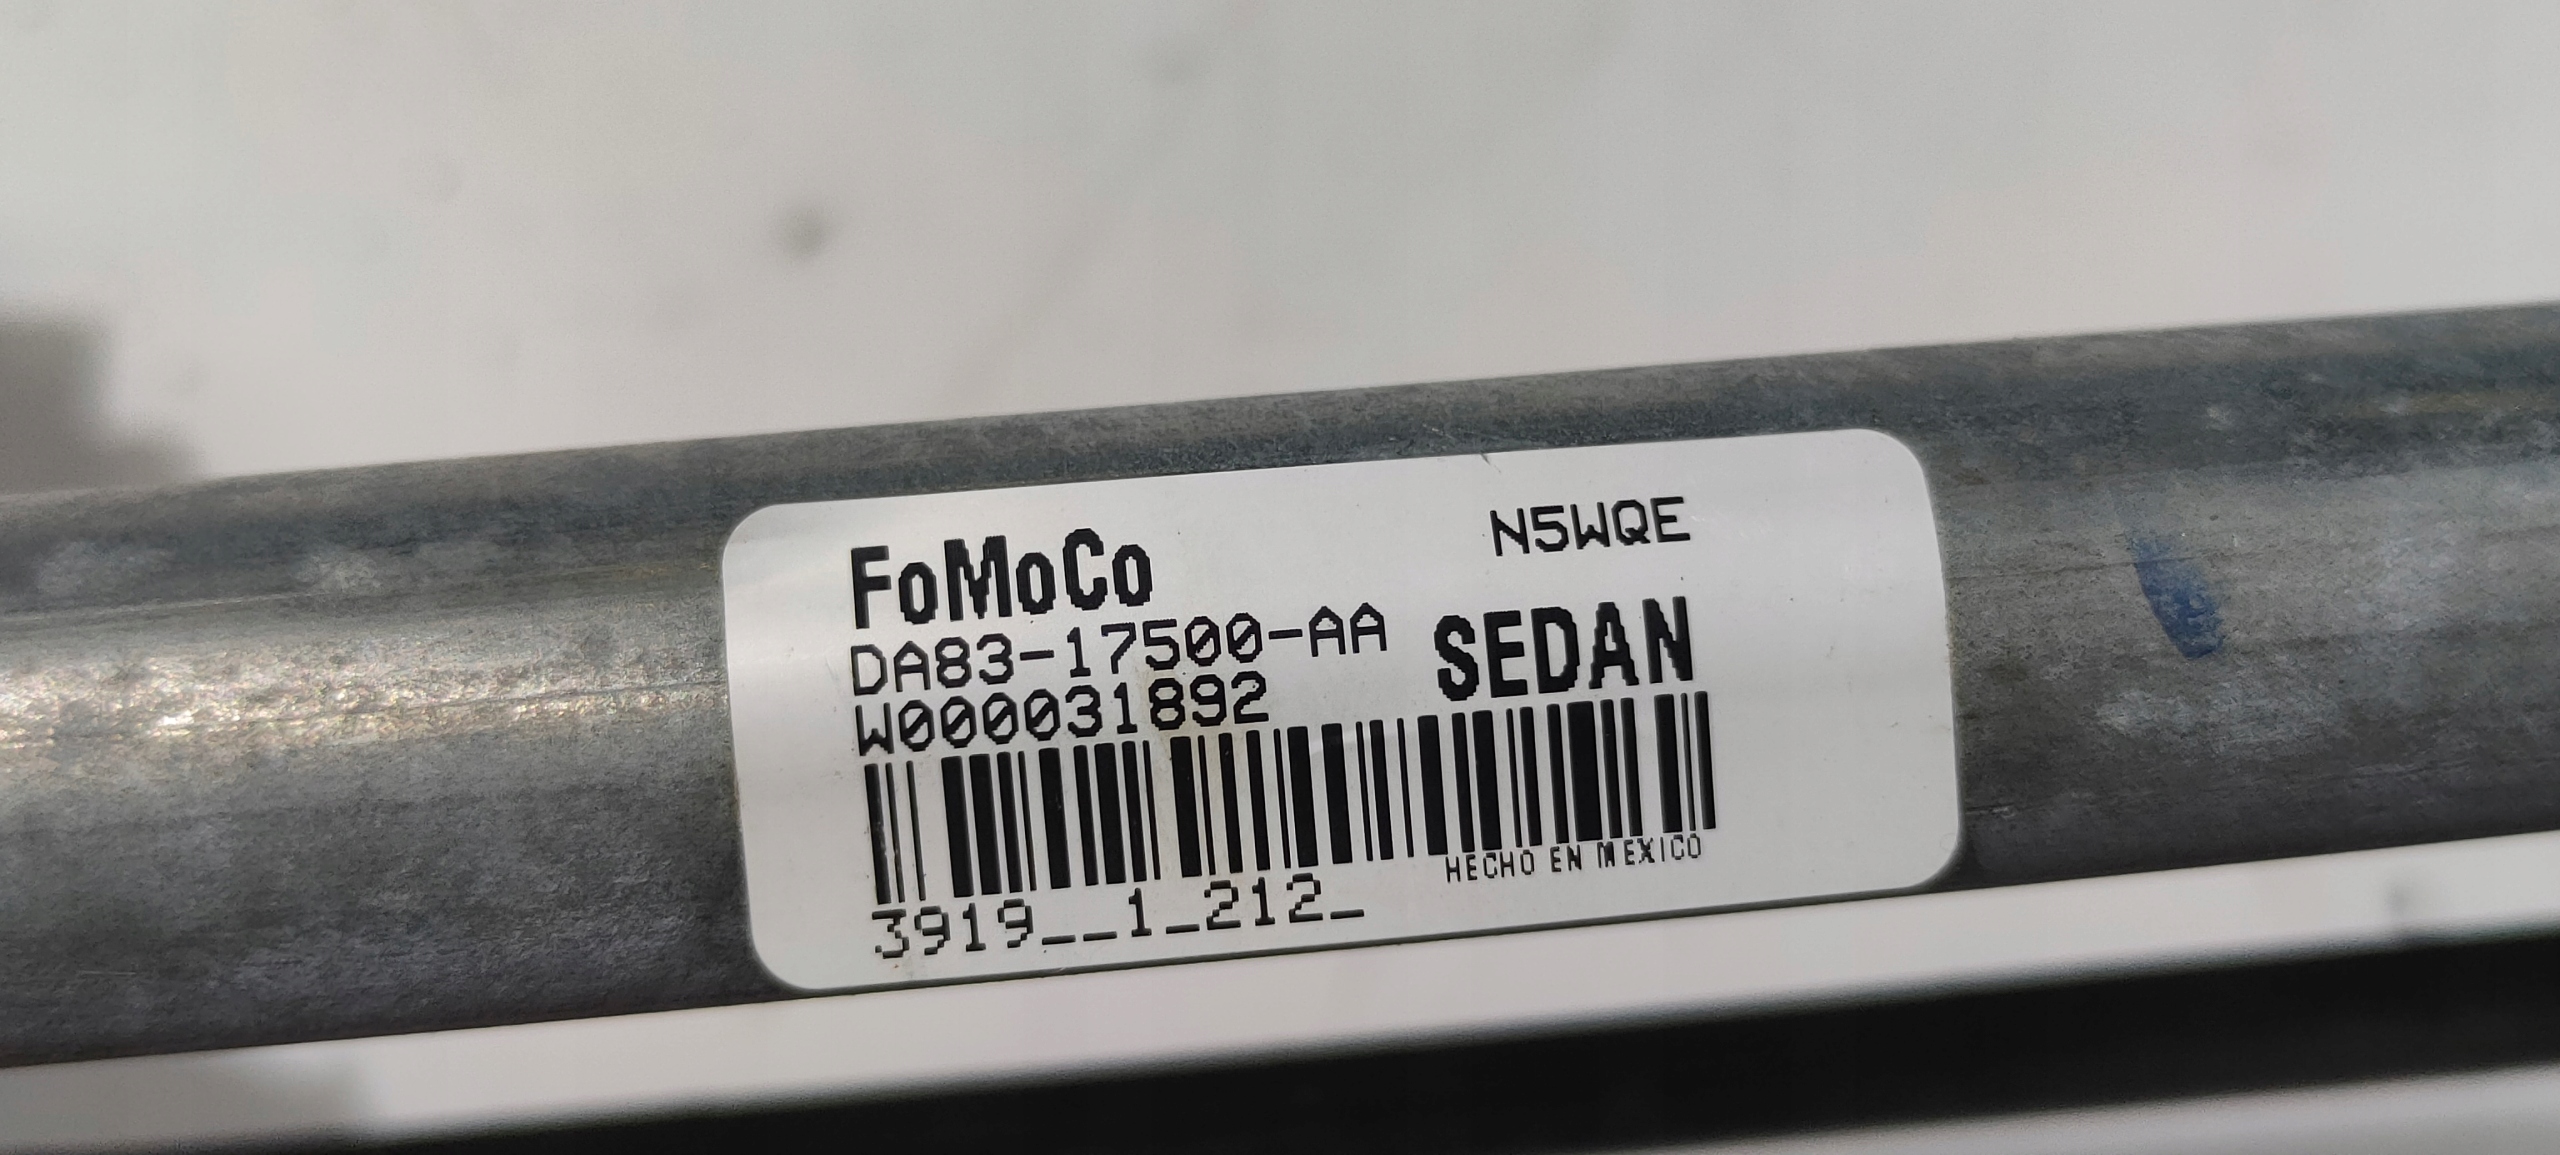 FoMoCo N5WQE
DA83-17500-AA SEDAN
W000031892
HECHO EN MEXICO
3919__1_212_